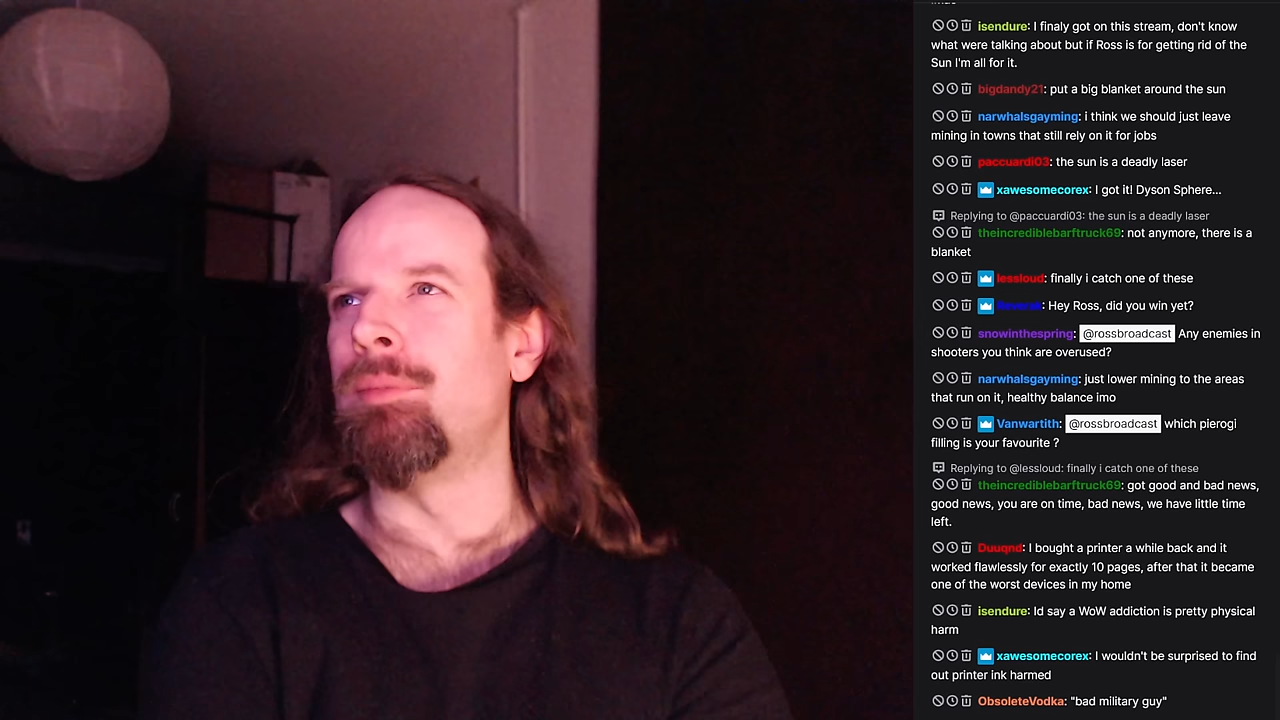 isendure: I finaly got on this stream, don't know
what were talking about but if Ross is for getting rid of the
Sun I'm all for it.
bigdandy21: put a big blanket around the sun
narwhalsgayming: i think we should just leave
mining in towns that still rely on it for jobs
paccuardi03: the sun is a deadly laser
xawesomecorex: I got it! Dyson Sphere...
Replying to @paccuardi03: the sun is a deadly laser
theincrediblebarftruck69: not anymore, there is a
blanket
lessloud: finally i catch one of these
: Hey Ross, did you win yet?
snowinthespring: @rossbroadcast Any enemies in
shooters you think are overused?
narwhalsgayming: just lower mining to the areas
that run on it, healthy balance imo
Vanwartith: @rossbroadcast which pierogi
filling is your favourite ?
Replying to @lessloud: finally i catch one of these
theincrediblebarftruck69: got good and bad news,
good news, you are on time, bad news, we have little time
left.
Duuqnd: I bought a printer a while back and it
worked flawlessly for exactly 10 pages, after that it became
one of the worst devices in my home
isendure: Id say a WoW addiction is pretty physical
harm
xawesomecorex: I wouldn't be surprised to find
out printer ink harmed
ObsoleteVodka: "bad military guy"